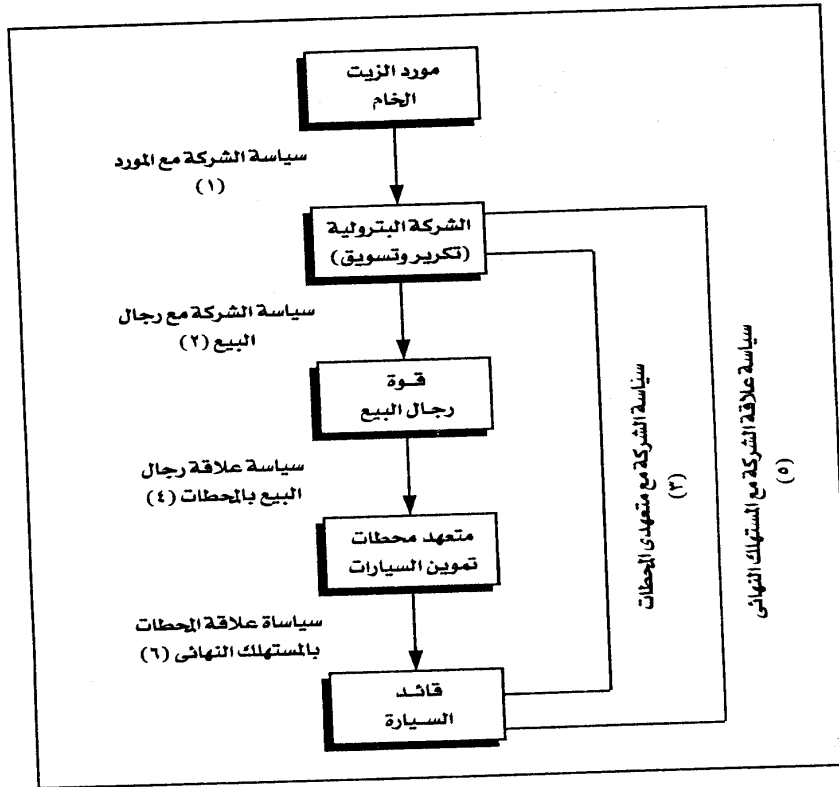 مورد الزيت
الخام
سياسة الشركة مع المورد
(١)
الشركة البترولية
(تكرير وتسويق)
سياسة الشركة مع رجال
البيع (٢)
قوة
رجال البيع
سياسة علاقة رجال
البيع بالمحطات (٤)
متعهد محطات
تموين السيارات
سياساة علاقة المحطات
بالمستهلك النهائى (٦)
قائد
السيارة
سياسة الشركة مع متعهدى المحطات
(٣)
سياسة علاقة الشركة مع المستهلك النهائى
(٥)